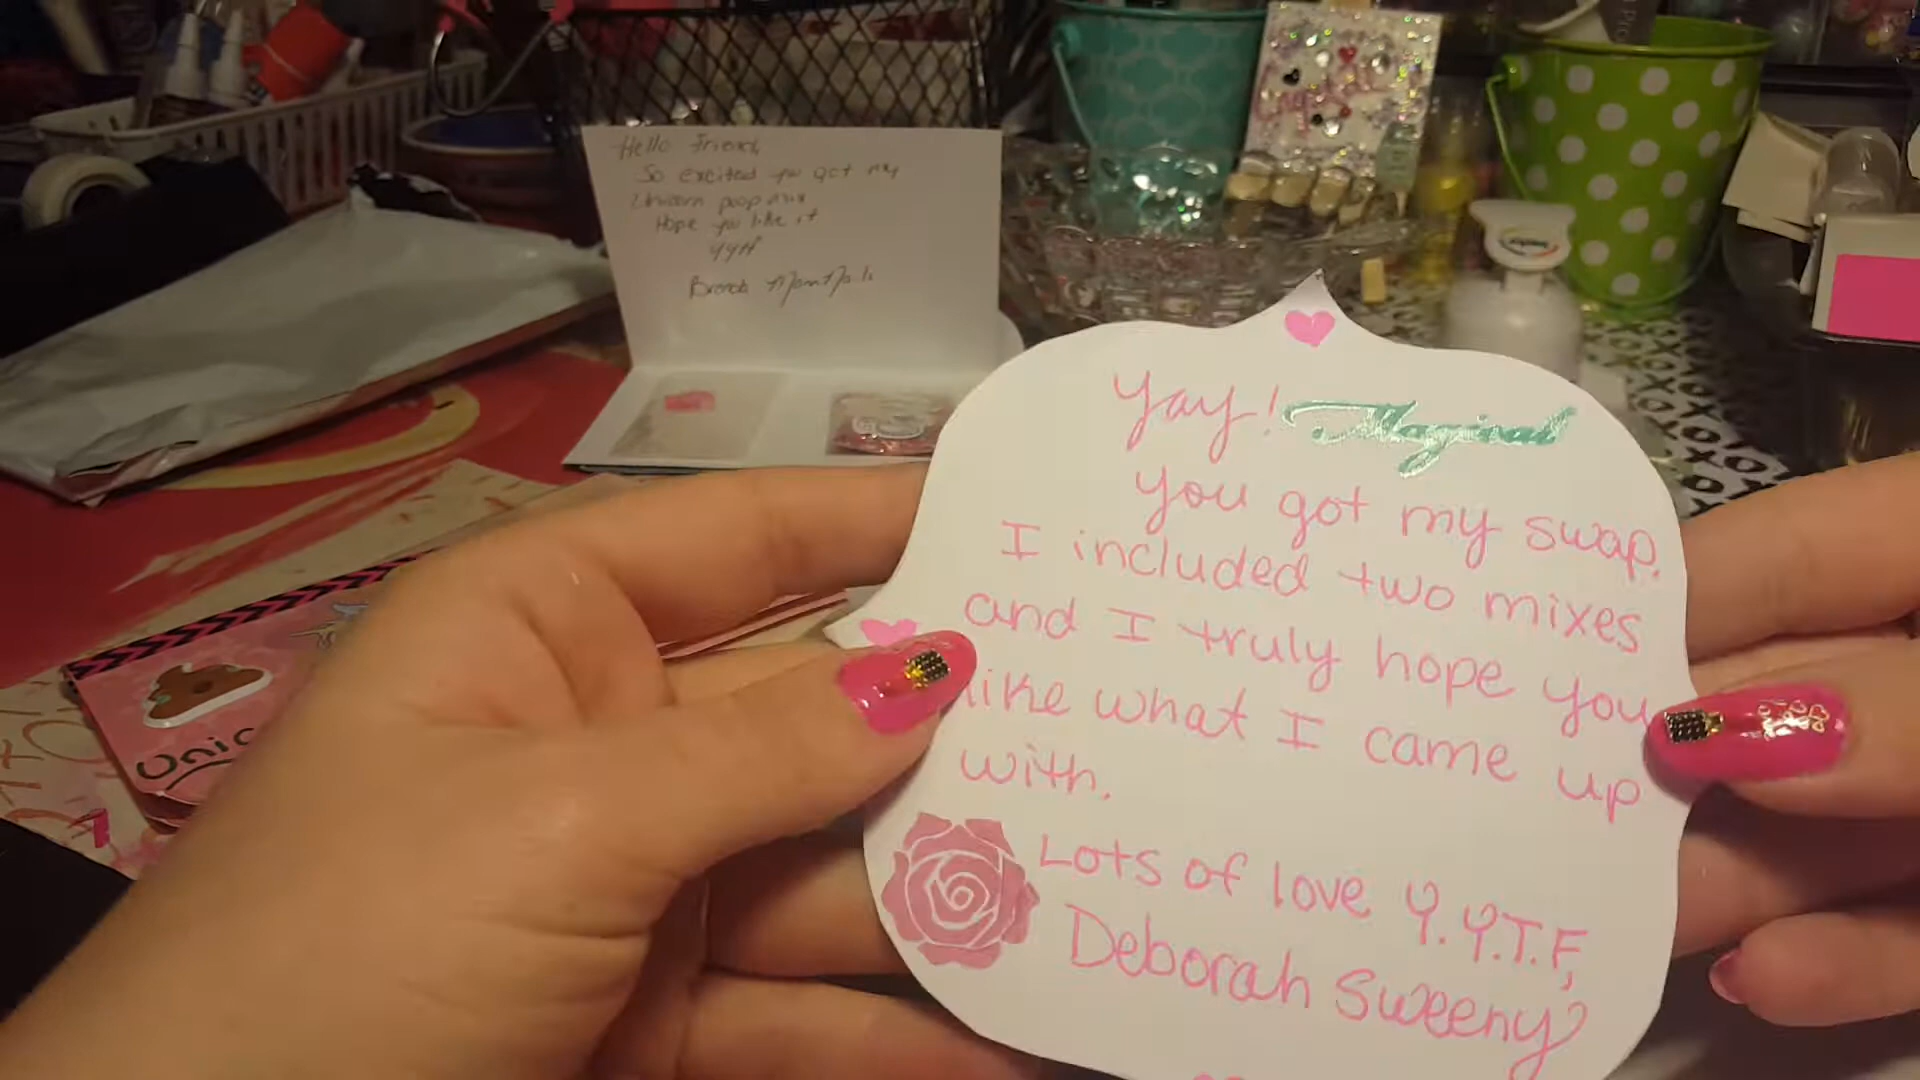 Hello Friend,
So excited you got my
Unicorn poop mix
Hope you like it
Yay! Magical
you got my swap.
I included two mixes
and I truly hope you
like what I came up
with.
Lots of love Y.Y.T.F,
Deborah Sweeny
Unic